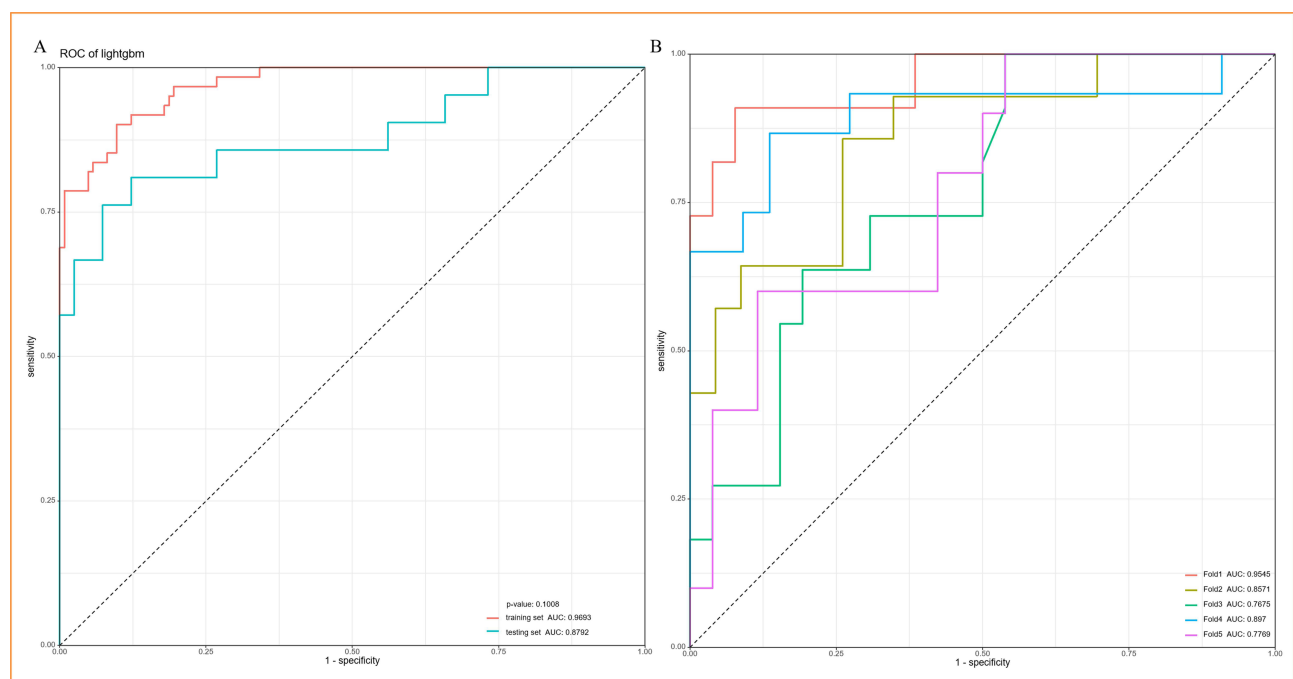 A
ROC of lightgbm
1.00
0.75
0.50
0.25
0.00
sensitivity
p-value: 0.1008
training set AUC: 0.9693
testing set AUC: 0.8792
0.00
0.25
0.50
0.75
1.00
1 - specificity
B
1.00
0.75
0.50
0.25
0.00
sensitivity
Fold1 AUC: 0.9545
Fold2 AUC: 0.8571
Fold3 AUC: 0.7675
Fold4 AUC: 0.897
Fold5 AUC: 0.7769
0.00
0.25
0.50
0.75
1.00
1 - specificity